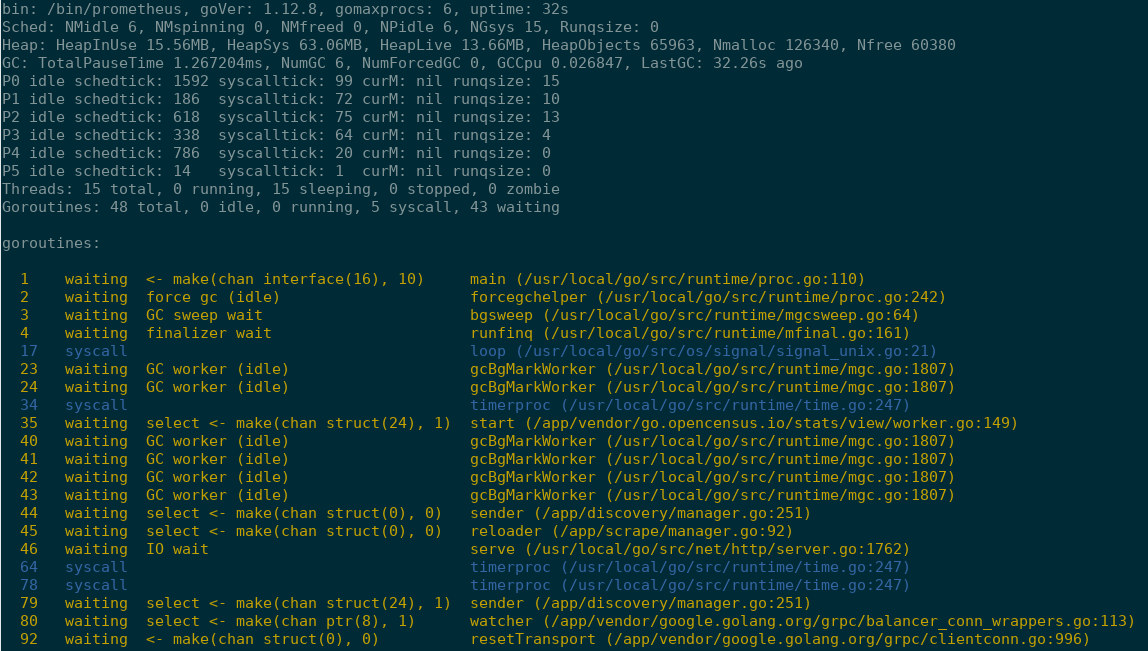 bin: /bin/prometheus, goVer: 1.12.8, gomaxprocs: 6, uptime: 32s
Sched: NMidle 6, NMspinning 0, NMfreed 0, NPidle 6, NGsys 15, Runqsize: 0
Heap: HeapInUse 15.56MB, HeapSys 63.06MB, HeapLive 13.66MB, HeapObjects 65963, Nmalloc 126340, Nfree 60380
GC: TotalPauseTime 1.267204ms, NumGC 6, NumForcedGC 0, GCCpu 0.026847, LastGC: 32.26s ago
P0 idle schedtick: 1592 syscalltick: 99 curM: nil runqsize: 15
P1 idle schedtick: 186  syscalltick: 72 curM: nil runqsize: 10
P2 idle schedtick: 618  syscalltick: 75 curM: nil runqsize: 13
P3 idle schedtick: 338  syscalltick: 64 curM: nil runqsize: 4
P4 idle schedtick: 786  syscalltick: 20 curM: nil runqsize: 0
P5 idle schedtick: 14   syscalltick: 1  curM: nil runqsize: 0
Threads: 15 total, 0 running, 15 sleeping, 0 stopped, 0 zombie
Goroutines: 48 total, 0 idle, 0 running, 5 syscall, 43 waiting
goroutines:
1    waiting  <- make(chan interface(16), 10)     main (/usr/local/go/src/runtime/proc.go:110)
2    waiting  force gc (idle)                     forcegchelper (/usr/local/go/src/runtime/proc.go:242)
3    waiting  GC sweep wait                       bgsweep (/usr/local/go/src/runtime/mgcsweep.go:64)
4    waiting  finalizer wait                      runfinq (/usr/local/go/src/runtime/mfinal.go:161)
17   syscall                                      loop (/usr/local/go/src/os/signal/signal_unix.go:21)
23   waiting  GC worker (idle)                    gcBgMarkWorker (/usr/local/go/src/runtime/mgc.go:1807)
24   waiting  GC worker (idle)                    gcBgMarkWorker (/usr/local/go/src/runtime/mgc.go:1807)
34   syscall                                      timerproc (/usr/local/go/src/runtime/time.go:247)
35   waiting  select <- make(chan struct(24), 1)  start (/app/vendor/go.opencensus.io/stats/view/worker.go:149)
40   waiting  GC worker (idle)                    gcBgMarkWorker (/usr/local/go/src/runtime/mgc.go:1807)
41   waiting  GC worker (idle)                    gcBgMarkWorker (/usr/local/go/src/runtime/mgc.go:1807)
42   waiting  GC worker (idle)                    gcBgMarkWorker (/usr/local/go/src/runtime/mgc.go:1807)
43   waiting  GC worker (idle)                    gcBgMarkWorker (/usr/local/go/src/runtime/mgc.go:1807)
44   waiting  select <- make(chan struct(0), 0)   sender (/app/discovery/manager.go:251)
45   waiting  select <- make(chan struct(0), 0)   reloader (/app/scrape/manager.go:92)
46   waiting  IO wait                             serve (/usr/local/go/src/net/http/server.go:1762)
64   syscall                                      timerproc (/usr/local/go/src/runtime/time.go:247)
78   syscall                                      timerproc (/usr/local/go/src/runtime/time.go:247)
79   waiting  select <- make(chan struct(24), 1)  sender (/app/discovery/manager.go:251)
80   waiting  select <- make(chan ptr(8), 1)      watcher (/app/vendor/google.golang.org/grpc/balancer_conn_wrappers.go:113)
92   waiting  <- make(chan struct(0), 0)          resetTransport (/app/vendor/google.golang.org/grpc/clientconn.go:996)